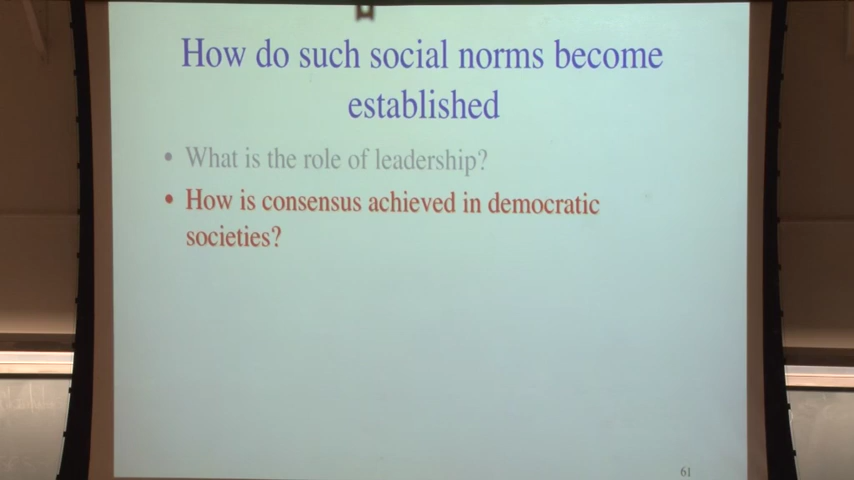 How do such social norms become
established
• What is the role of leadership?
• How is consensus achieved in democratic
societies?
61